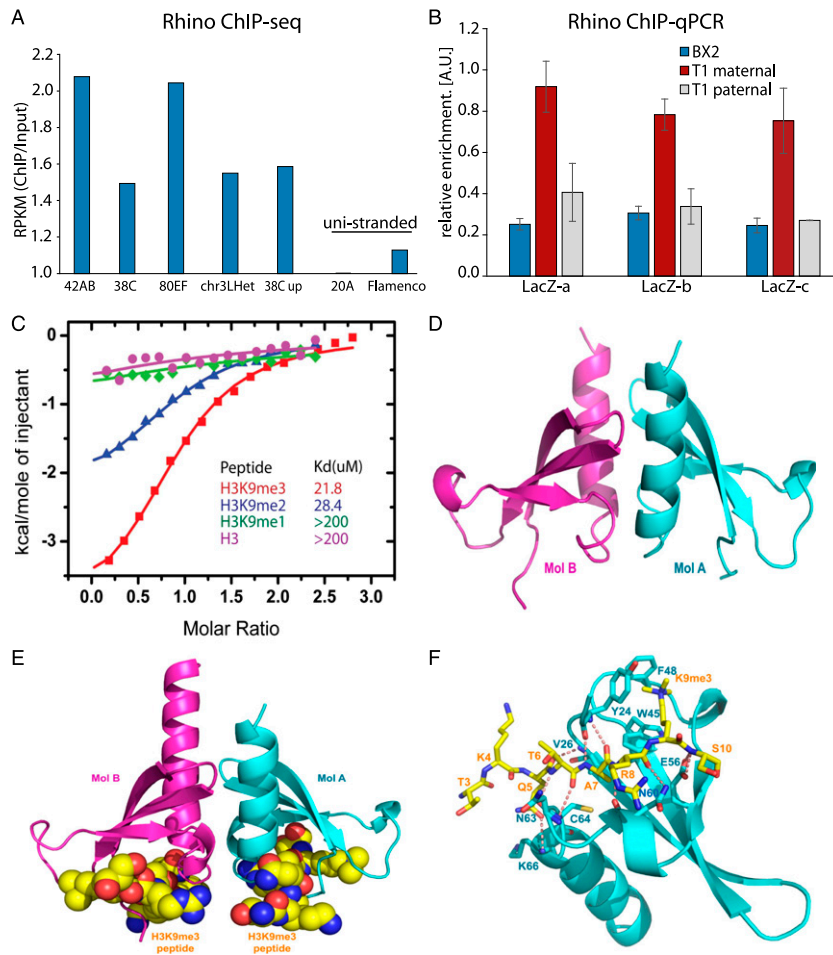 A
Rhino ChIP-seq
RPKM (ChIP/Input)
2.2
2.0
1.8
1.6
1.4
1.2
1.0
uni-stranded
42AB 38C 80EF chr3LHet 38C up 20A Flamenco
B
Rhino ChIP-qPCR
relative enrichment. [A.U.]
1.2
1.0
0.8
0.6
0.4
0.2
0.0
BX2
T1 maternal
T1 paternal
LacZ-a LacZ-b LacZ-c
C
kcal/mole of injectant
0
-1
-2
-3
Peptide Kd(uM)
H3K9me3 21.8
H3K9me2 28.4
H3K9me1 >200
H3 >200
0.0 0.5 1.0 1.5 2.0 2.5 3.0
Molar Ratio
D
Mol B
Mol A
E
Mol B
Mol A
H3K9me3
peptide
H3K9me3
peptide
F
F48
K9me3
Y24
W45
S10
K4
T6
V26
E56
T3
Q5
A7
R8
N60
N63
C64
K66